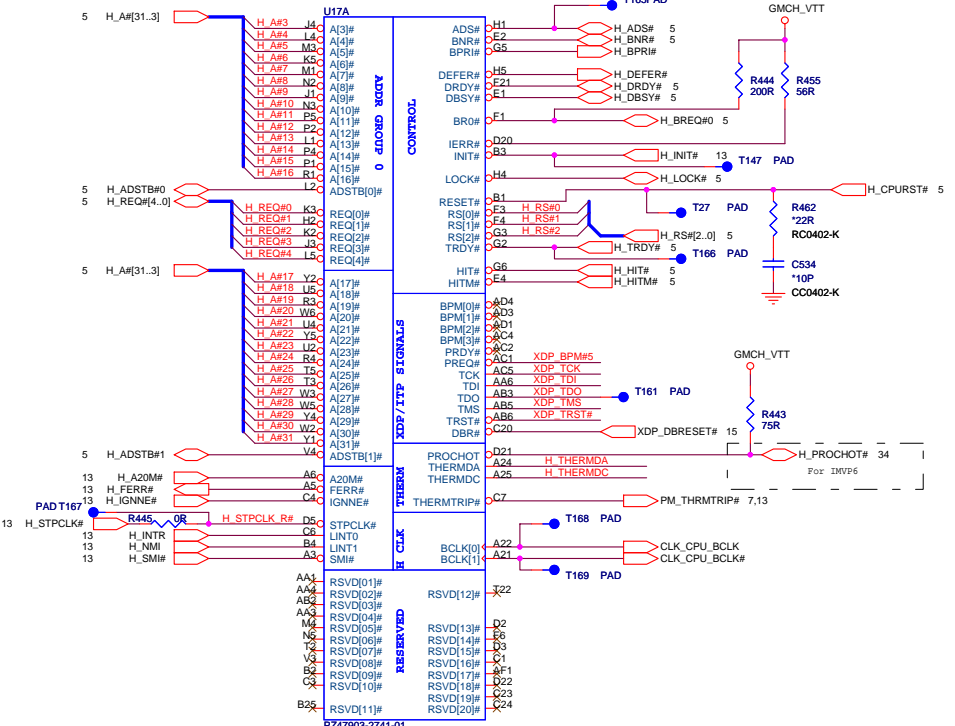 U17A
T165PAD
GMCH_VTT
5 H_A#[31..3]
H_A#3 J4 A[3]# ADS# H1 H_ADS# 5
H_A#4 L4 A[4]# BNR# E2 H_BNR# 5
H_A#5 M3 A[5]# BPRI# G5 H_BPRI# 5
H_A#6 K5 A[6]#
H_A#7 M1 A[7]# DEFER# H5 H_DEFER# 5
H_A#8 N2 A[8]# DRDY# F21 H_DRDY# 5
H_A#9 J1 A[9]# DBSY# E1 H_DBSY# 5
R444 200R
R455 56R
H_A#10 N3 A[10]#
H_A#11 P5 A[11]# BR0# F1 H_BREQ#0 5
H_A#12 P2 A[12]#
H_A#13 L1 A[13]# IERR# D20
H_A#14 P4 A[14]# INIT# B3 H_INIT# 13
H_A#15 P1 A[15]#
T147 PAD
H_A#16 R1 A[16]# LOCK# H4 H_LOCK# 5
5 H_ADSTB#0 L2 ADSTB[0]#
ADDR GROUP 0
CONTROL
RESET# B1 H_CPURST# 5
5 H_REQ#[4..0]
H_REQ#0 K3 REQ[0]# RS[0]# F3 H_RS#0
H_REQ#1 H2 REQ[1]# RS[1]# F4 H_RS#1
H_REQ#2 K2 REQ[2]# RS[2]# G3 H_RS#2
H_REQ#3 J3 REQ[3]# TRDY# G2 H_TRDY# 5
H_REQ#4 L5 REQ[4]#
T27 PAD
H_RS#[2..0] 5
T166 PAD
R462
*22R
RC0402-K
C534
*10P
CC0402-K
5 H_A#[31..3]
HIT# G6 H_HIT# 5
HITM# E4 H_HITM# 5
H_A#17 Y2 A[17]#
H_A#18 U5 A[18]#
H_A#19 R3 A[19]# BPM[0]# AD4
H_A#20 W6 A[20]# BPM[1]# AD3
H_A#21 U4 A[21]# BPM[2]# AD1
H_A#22 Y5 A[22]# BPM[3]# AC4
H_A#23 U2 A[23]# PRDY# AC2
H_A#24 R4 A[24]# PREQ# AC1 XDP_BPM#5
H_A#25 T5 A[25]# TCK AC5 XDP_TCK
H_A#26 T3 A[26]# TDI AA6 XDP_TDI
H_A#27 W3 A[27]# TDO AB3 XDP_TDO T161 PAD
H_A#28 W5 A[28]# TMS AB5 XDP_TMS
H_A#29 Y4 A[29]# TRST# AB6 XDP_TRST#
H_A#30 W2 A[30]# DBR# C20 XDP_DBRESET# 15
H_A#31 Y1 A[31]#
XDP/ITP SIGNALS
GMCH_VTT
R443
75R
5 H_ADSTB#1 V4 ADSTB[1]# PROCHOT D21 H_PROCHOT# 34
THERMDA A24 H_THERMDA
For IMVP6
13 H_A20M# A6 A20M# THERMDC A25 H_THERMDC
13 H_FERR# A5 FERR#
13 H_IGNNE# C4 IGNNE# THERMTRIP# C7 PM_THRMTRIP# 7,13
THERM
PAD T167
13 H_STPCLK# R445 0R H_STPCLK_R# D5 STPCLK#
T168 PAD
13 H_INTR C6 LINT0
13 H_NMI B4 LINT1 BCLK[0] A22 CLK_CPU_BCLK
13 H_SMI# A3 SMI# BCLK[1] A21 CLK_CPU_BCLK#
H CLK
T169 PAD
AA1 RSVD[01]#
AA4 RSVD[02]# RSVD[12]# T22
AB2 RSVD[03]#
AA3 RSVD[04]#
M4 RSVD[05]# RSVD[13]# D2
N5 RSVD[06]# RSVD[14]# F6
T2 RSVD[07]# RSVD[15]# D3
V3 RSVD[08]# RSVD[16]# C1
B2 RSVD[09]# RSVD[17]# AF1
C3 RSVD[10]# RSVD[18]# D22
RSVD[19]# C23
B25 RSVD[11]# RSVD[20]# C24
RESERVED
PZ47903-2741-01